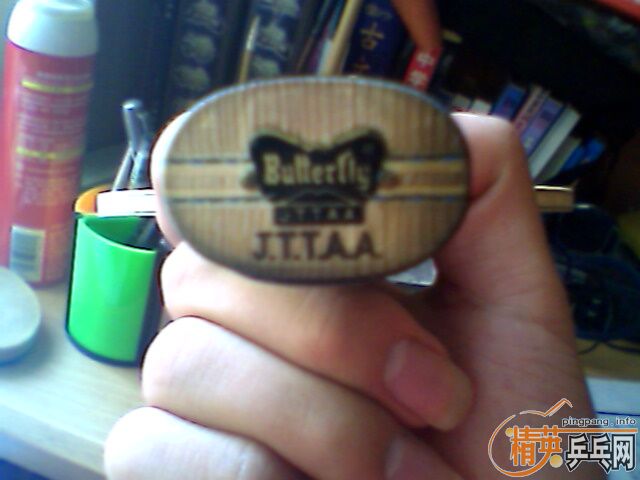 Butterfly
J.T.T.A.A
J.T.T.A.A.
pingpang.info
精英乒乓网